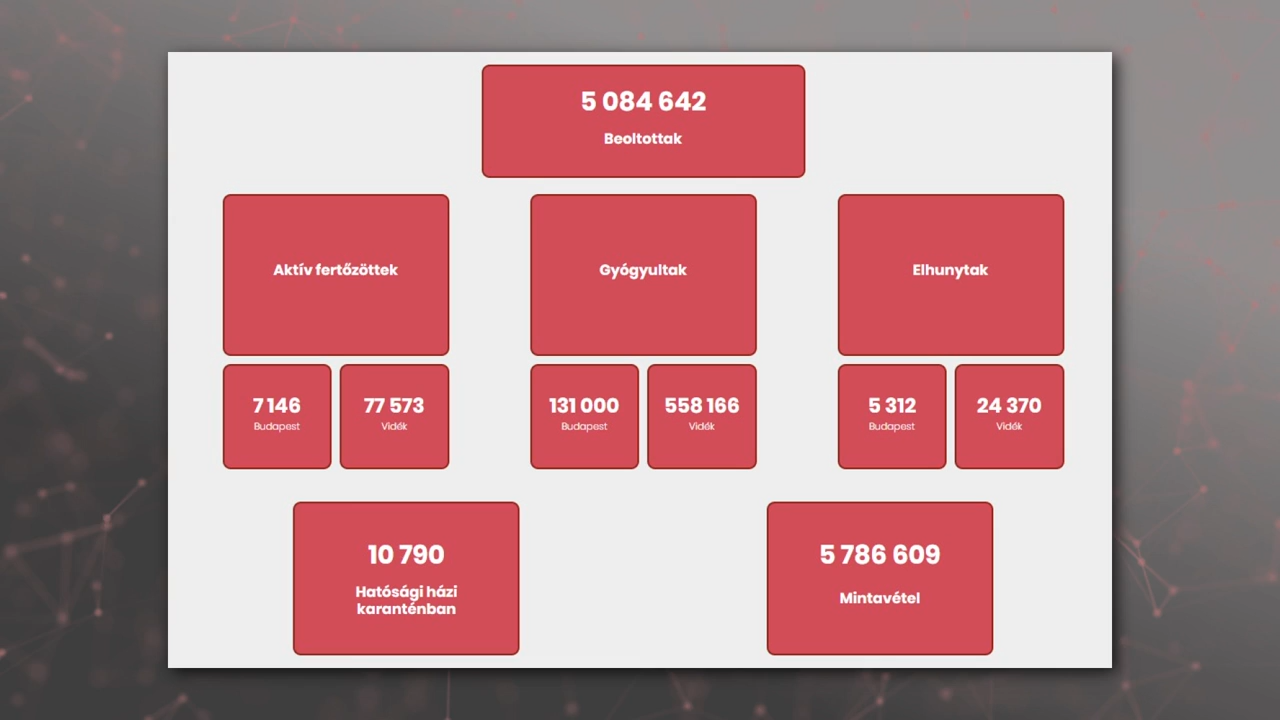 5 084 642
Beoltottak
Aktív fertőzöttek
Gyógyultak
Elhunytak
7 146
Budapest
77 573
Vidék
131 000
Budapest
558 166
Vidék
5 312
Budapest
24 370
Vidék
10 790
Hatósági házi
karanténban
5 786 609
Mintavétel